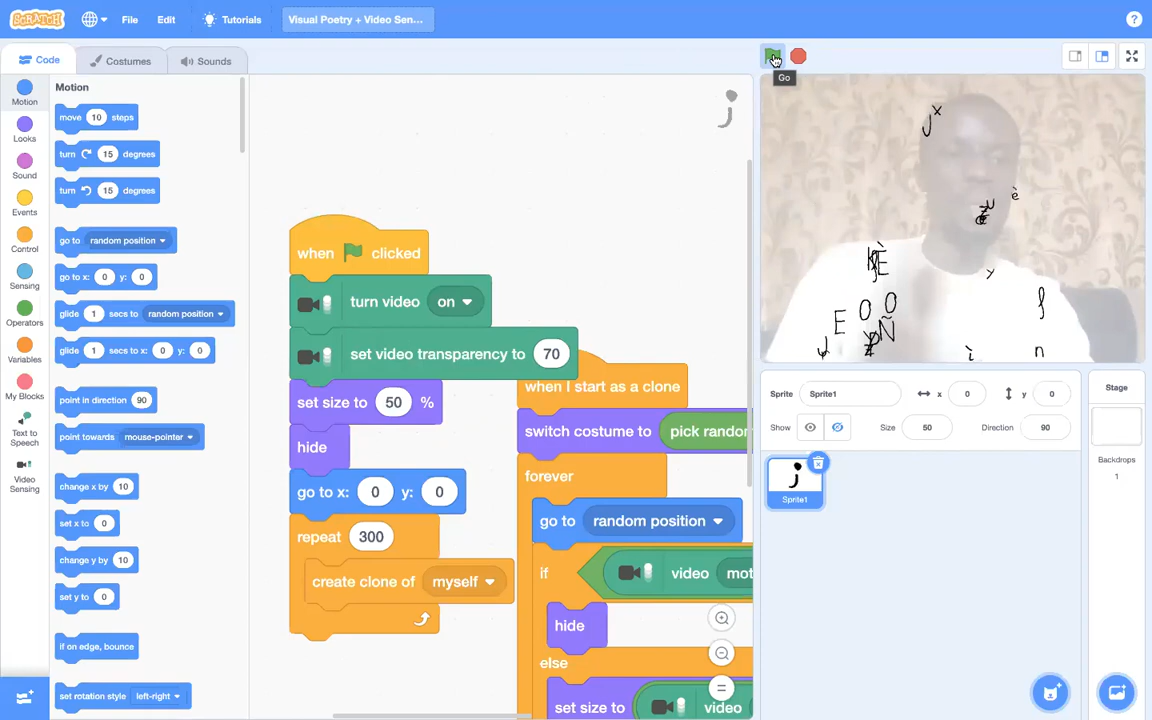 SCRATCH File Edit Tutorials Visual Poetry + Video Sen... ?
Code Costumes Sounds
Go
Motion
Looks
Sound
Events
Control
Sensing
Operators
Variables
My Blocks
Text to
Speech
Video
Sensing
Motion
move 10 steps
turn 15 degrees
turn 15 degrees
go to random position
go to x: 0 y: 0
glide 1 secs to random position
glide 1 secs to x: 0 y: 0
point in direction 90
point towards mouse-pointer
change x by 10
set x to 0
change y by 10
set y to 0
if on edge, bounce
set rotation style left-right
j
when clicked
turn video on
set video transparency to 70
set size to 50 %
hide
go to x: 0 y: 0
repeat 300
create clone of myself
when I start as a clone
switch costume to pick random
forever
go to random position
if video mot
hide
else
set size to video
x
è
y
E O O Ñ
ì n
Sprite Sprite1 x 0 y 0
Show Size 50 Direction 90
j
Sprite1
Stage
Backdrops
1